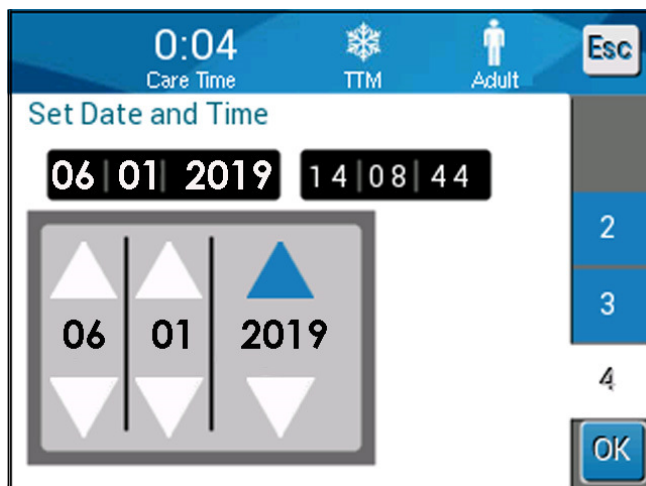 0:04 Esc
Care Time TTM Adult
Set Date and Time
06 | 01 | 2019 14 | 08 | 44
2
3
06 01 2019
4
OK